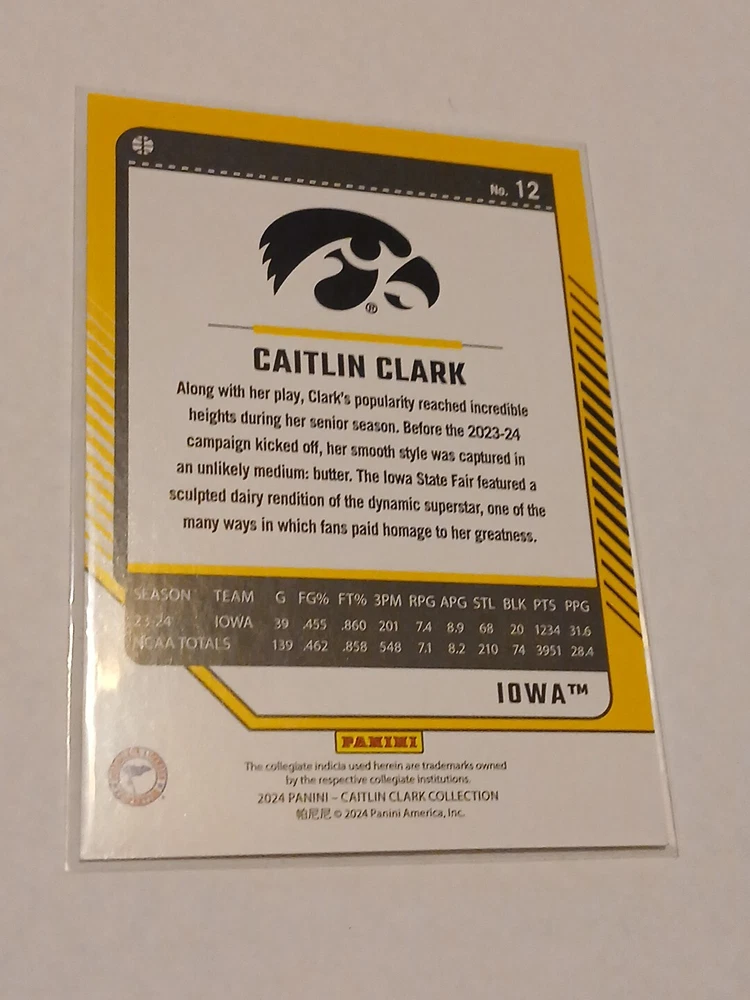 No. 12
CAITLIN CLARK
Along with her play, Clark's popularity reached incredible
heights during her senior season. Before the 2023-24
campaign kicked off, her smooth style was captured in
an unlikely medium: butter. The Iowa State Fair featured a
sculpted dairy rendition of the dynamic superstar, one of the
many ways in which fans paid homage to her greatness.
SEASON TEAM G FG% FT% 3PM RPG APG STL BLK PTS PPG
23-24 IOWA 39 .455 .860 201 7.4 8.9 68 20 1234 31.6
NCAA TOTALS 139 .462 .858 548 7.1 8.2 210 74 3951 28.4
IOWA™
PANINI
The collegiate indicia used herein are trademarks owned
by the respective collegiate institutions.
2024 PANINI – CAITLIN CLARK COLLECTION
帕尼尼 © 2024 Panini America, Inc.